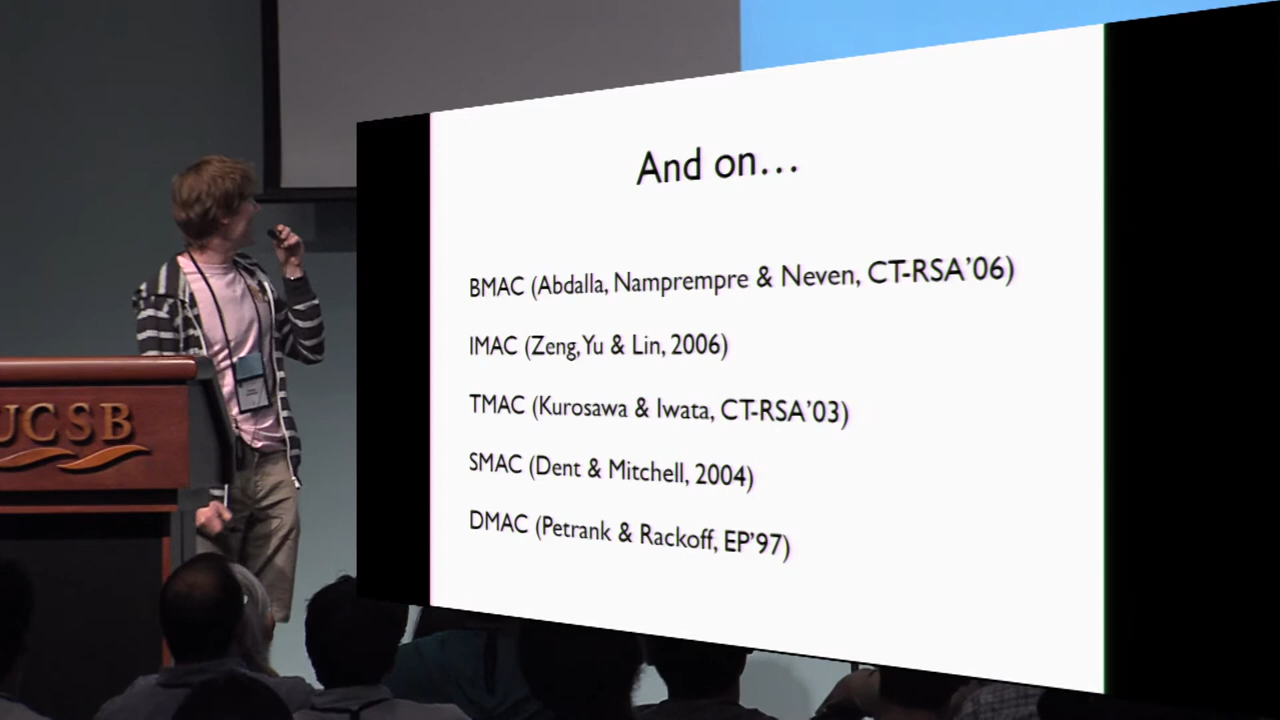 And on…
BMAC (Abdalla, Namprempre & Neven, CT-RSA'06)
IMAC (Zeng, Yu & Lin, 2006)
TMAC (Kurosawa & Iwata, CT-RSA'03)
SMAC (Dent & Mitchell, 2004)
DMAC (Petrank & Rackoff, EP'97)
UCSB